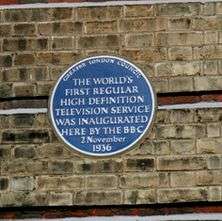 GREATER LONDON COUNCIL
THE WORLD'S
FIRST REGULAR
HIGH DEFINITION
TELEVISION SERVICE
WAS INAUGURATED
HERE BY THE BBC
2 November
1936